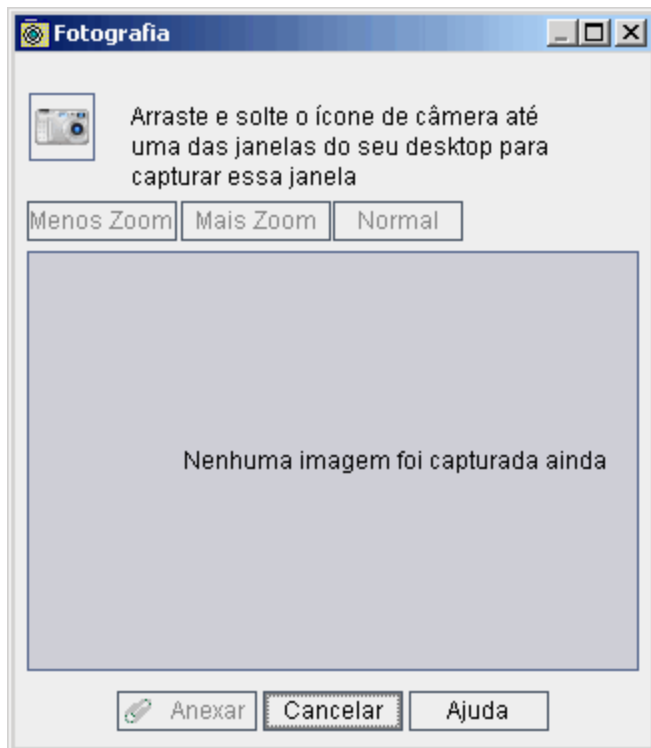 Fotografia
Arraste e solte o ícone de câmera até
uma das janelas do seu desktop para
capturar essa janela
Menos Zoom Mais Zoom Normal
Nenhuma imagem foi capturada ainda
Anexar Cancelar Ajuda